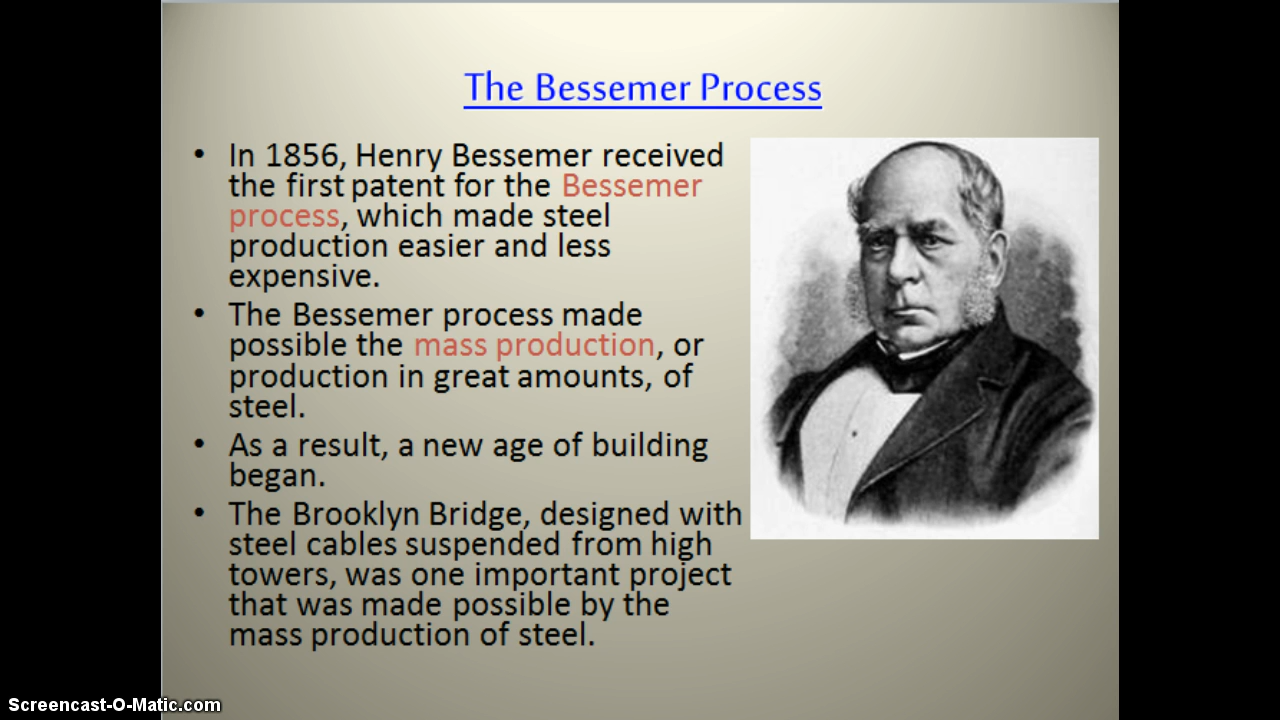 The Bessemer Process
• In 1856, Henry Bessemer received
the first patent for the Bessemer
process, which made steel
production easier and less
expensive.
• The Bessemer process made
possible the mass production, or
production in great amounts, of
steel.
• As a result, a new age of building
began.
• The Brooklyn Bridge, designed with
steel cables suspended from high
towers, was one important project
that was made possible by the
mass production of steel.
Screencast-O-Matic.com